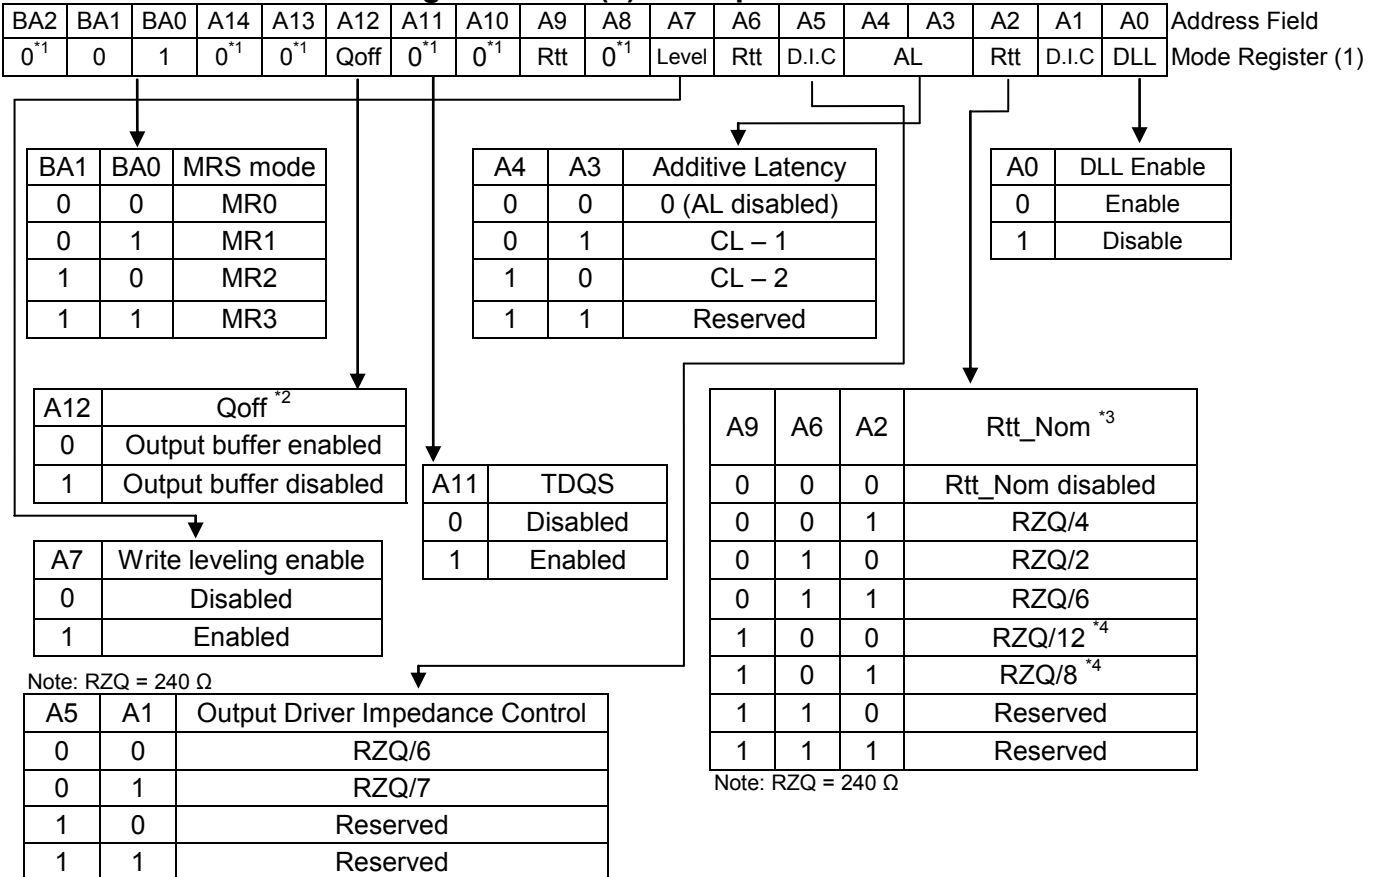 BA2 BA1 BA0 A14 A13 A12 A11 A10 A9 A8 A7 A6 A5 A4 A3 A2 A1 A0 Address Field
0*1 0 1 0*1 0*1 Qoff 0*1 0*1 Rtt 0*1 Level Rtt D.I.C AL Rtt D.I.C DLL Mode Register (1)
BA1 BA0 MRS mode
0 0 MR0
0 1 MR1
1 0 MR2
1 1 MR3
A4 A3 Additive Latency
0 0 0 (AL disabled)
0 1 CL – 1
1 0 CL – 2
1 1 Reserved
A0 DLL Enable
0 Enable
1 Disable
A12 Qoff *2
0 Output buffer enabled
1 Output buffer disabled
A11 TDQS
0 Disabled
1 Enabled
A9 A6 A2 Rtt_Nom *3
0 0 0 Rtt_Nom disabled
0 0 1 RZQ/4
0 1 0 RZQ/2
0 1 1 RZQ/6
1 0 0 RZQ/12 *4
1 0 1 RZQ/8 *4
1 1 0 Reserved
1 1 1 Reserved
Note: RZQ = 240 Ω
A7 Write leveling enable
0 Disabled
1 Enabled
Note: RZQ = 240 Ω
A5 A1 Output Driver Impedance Control
0 0 RZQ/6
0 1 RZQ/7
1 0 Reserved
1 1 Reserved